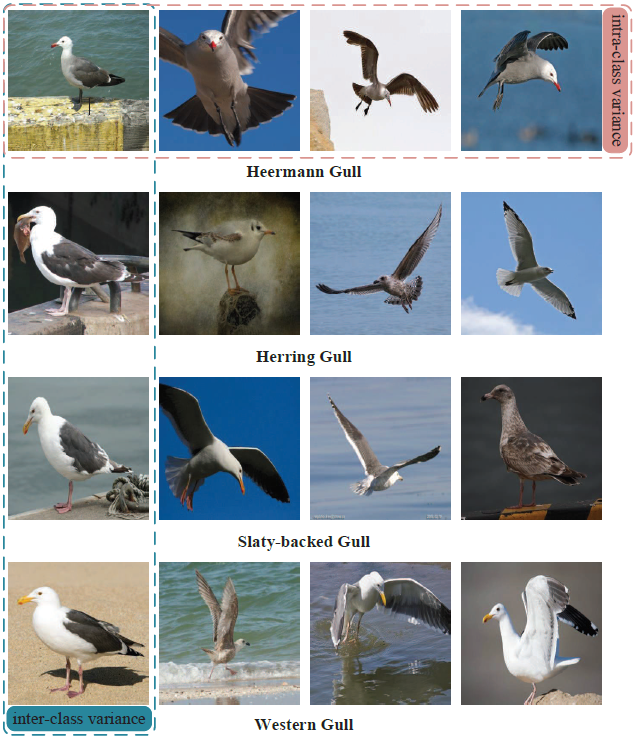 intra-class variance
Heermann Gull
Herring Gull
Slaty-backed Gull
inter-class variance
Western Gull